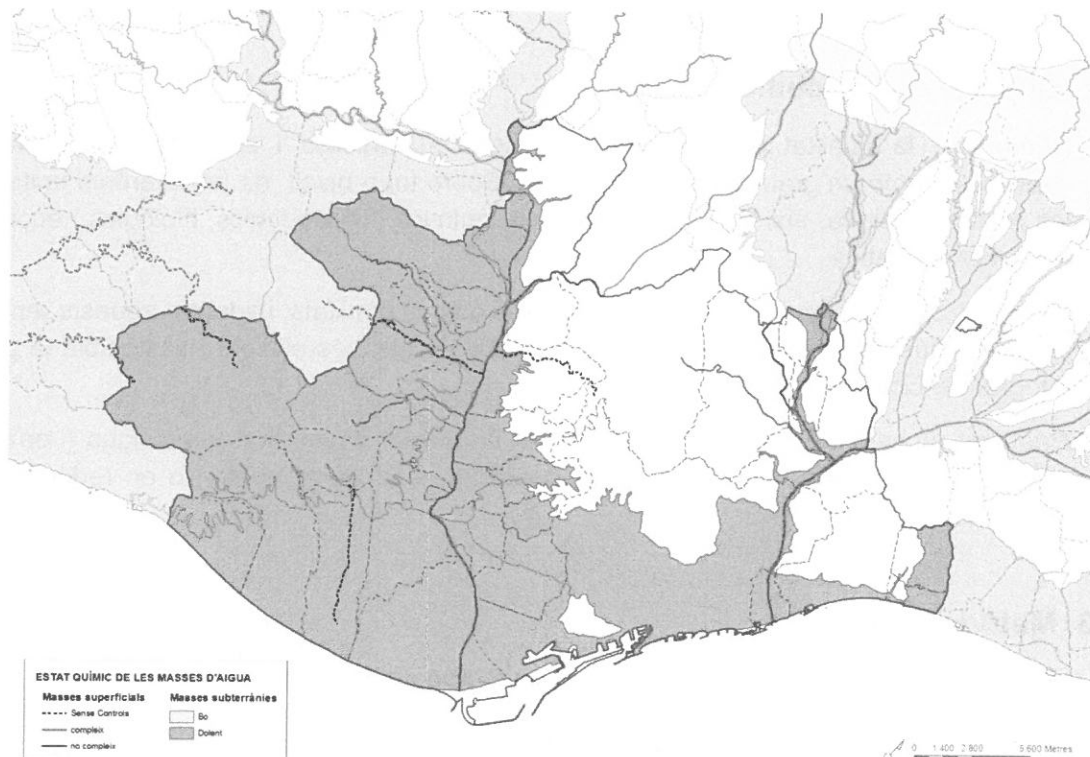 ESTAT QUÍMIC DE LES MASSES D'AIGUA
Masses superficials
Sense Controls
compleix
no compleix
Masses subterrànies
Bo
Dolent
0 1.400 2.800 5.600 Metres